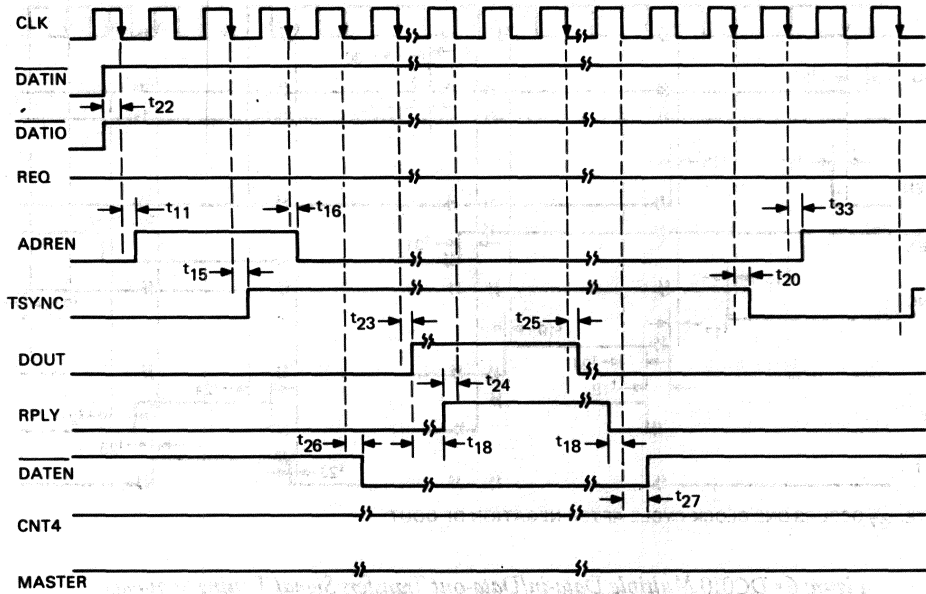 CLK
DATIN
t22
DATIO
REQ
t11
t16
t33
ADREN
t15
t20
TSYNC
t23
t25
DOUT
t24
RPLY
t26
t18
t18
DATEN
t27
CNT4
MASTER